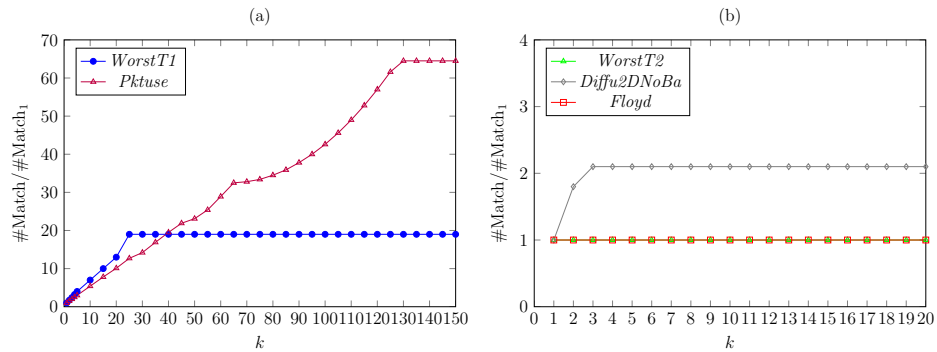 (a)
#Match/#Match₁
70
60
50
40
30
20
10
0
WorstT1
Pktuse
0 10 20 30 40 50 60 70 80 90 100 110 120 130 140 150
k
(b)
#Match/#Match₁
4
3
2
1
0
WorstT2
Diffu2DNoBa
Floyd
0 1 2 3 4 5 6 7 8 9 10 11 12 13 14 15 16 17 18 19 20
k